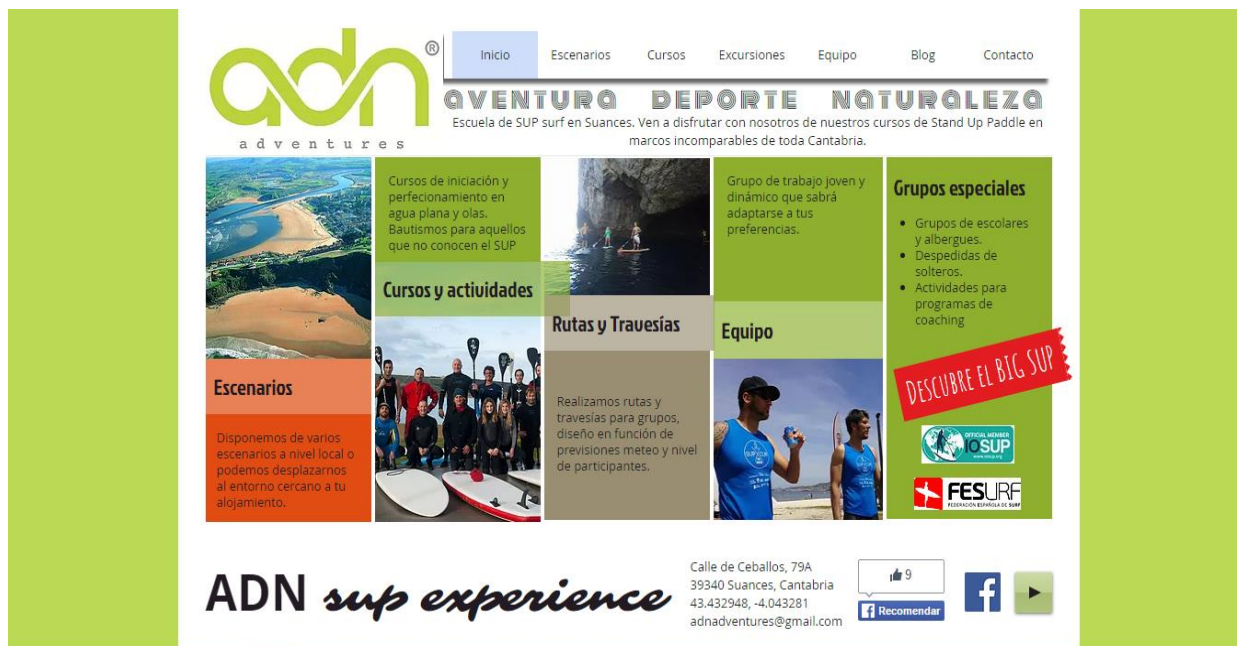 adn®
adventures
Inicio
Escenarios
Cursos
Excursiones
Equipo
Blog
Contacto
AVENTURA DEPORTE NATURALEZA
Escuela de SUP surf en Suances. Ven a disfrutar con nosotros de nuestros cursos de Stand Up Paddle en
marcos incomparables de toda Cantabria.
Escenarios
Disponemos de varios
escenarios a nivel local o
podemos desplazarnos
al entorno cercano a tu
alojamiento.
Cursos de iniciación y
perfecionamiento en
agua plana y olas.
Bautismos para aquellos
que no conocen el SUP
Cursos y actividades
Rutas y Travesías
Realizamos rutas y
travesías para grupos,
diseño en función de
previsiones meteo y nivel
de participantes.
Grupo de trabajo joven y
dinámico que sabrá
adaptarse a tus
preferencias.
Equipo
Grupos especiales
• Grupos de escolares
y albergues.
• Despedidas de
solteros.
• Actividades para
programas de
coaching
DESCUBRE EL BIG SUP
OFFICIAL MEMBER
IOSUP
www.iosup.org
FESURF
FEDERACIÓN ESPAÑOLA DE SURF
ADN sup experience
Calle de Ceballos, 79A
39340 Suances, Cantabria
43.432948, -4.043281
adnadventures@gmail.com
9
Recomendar